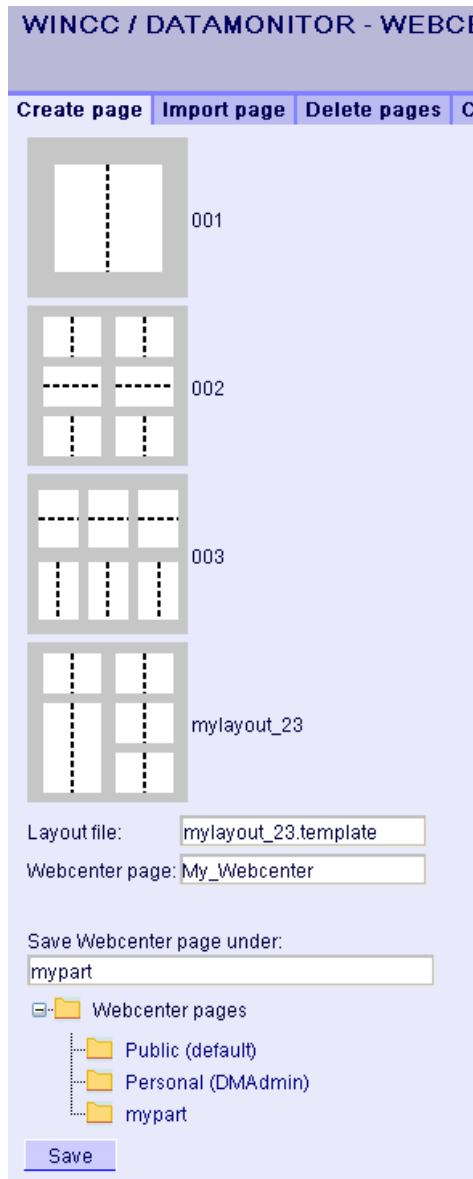 WINCC / DATAMONITOR - WEBCE
Create page Import page Delete pages C
001
002
003
mylayout_23
Layout file: mylayout_23.template
Webcenter page: My_Webcenter
Save Webcenter page under:
mypart
Webcenter pages
Public (default)
Personal (DMAdmin)
mypart
Save